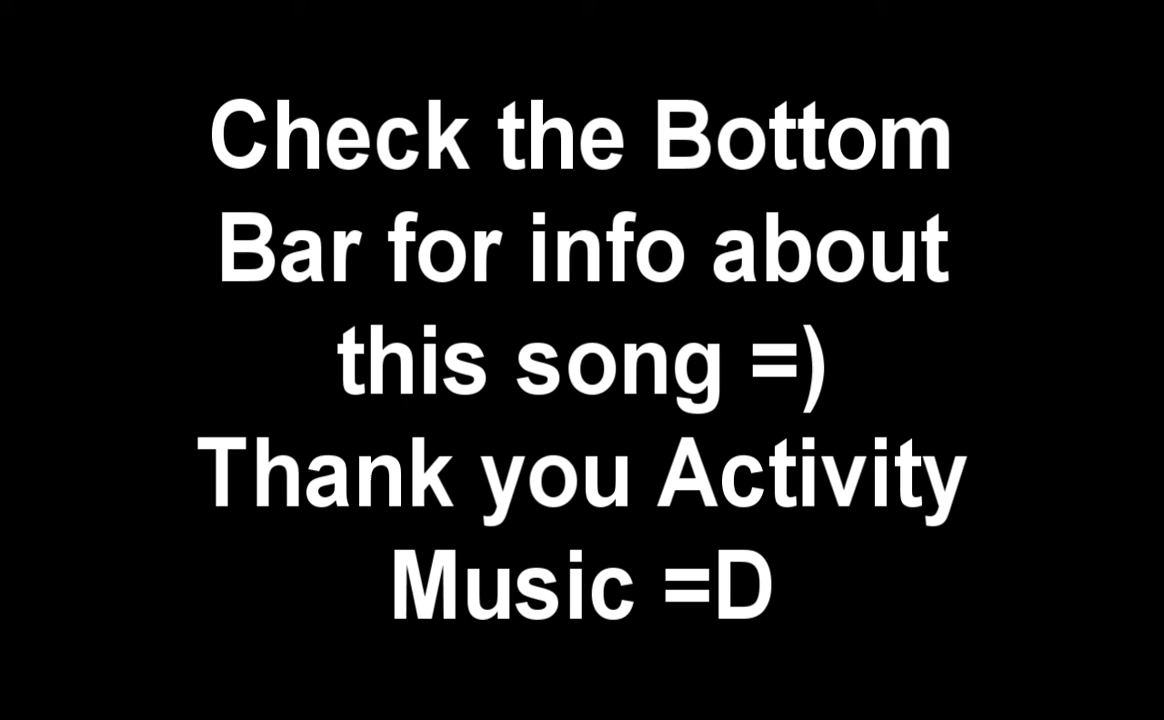 Check the Bottom
Bar for info about
this song =)
Thank you Activity
Music =D